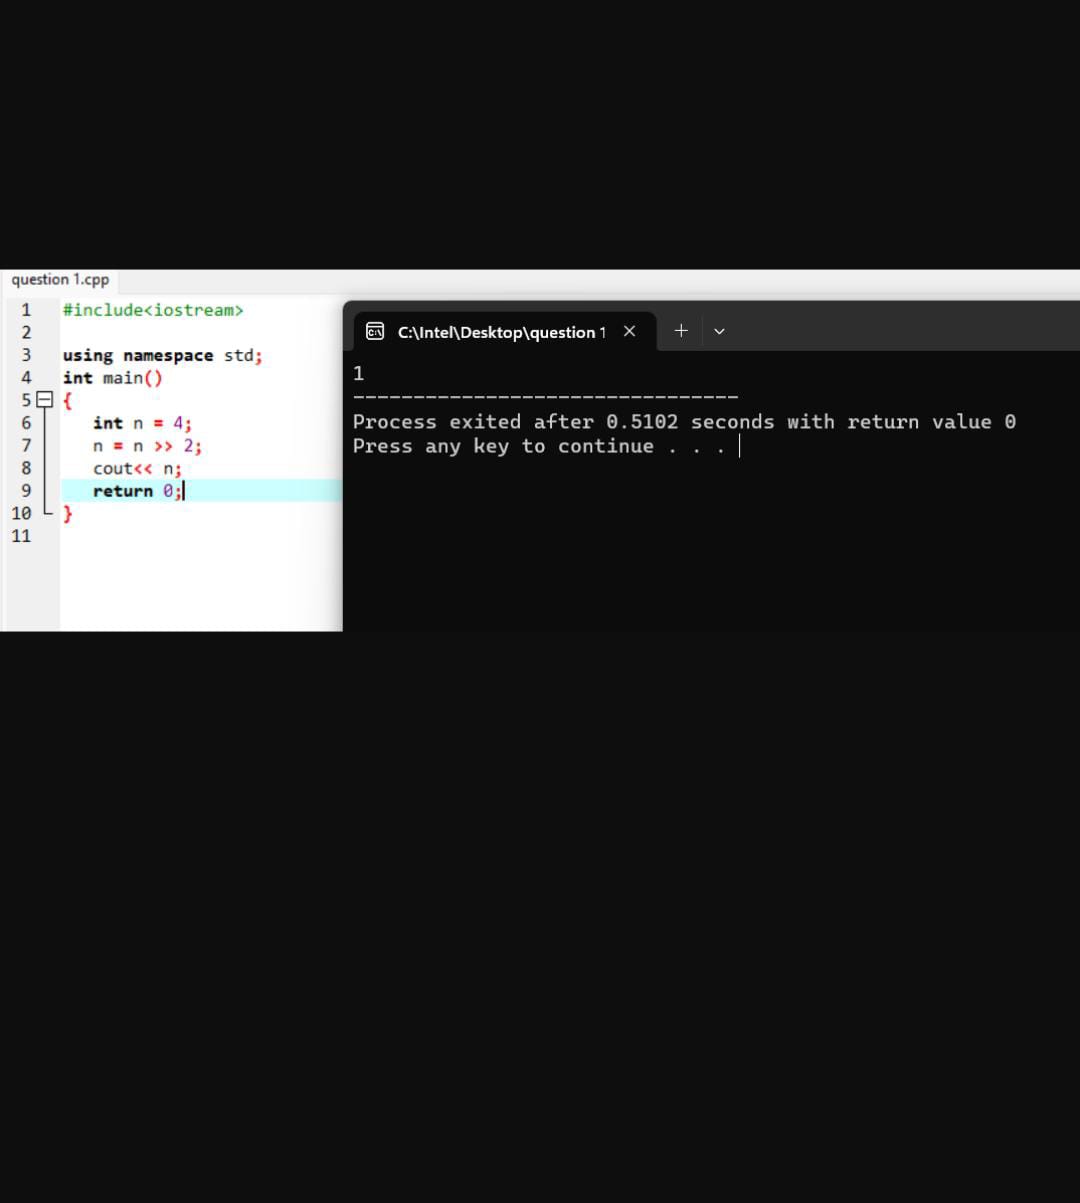 question 1.cpp
1 #include<iostream>
2
3 using namespace std;
4 int main()
5 {
6 int n = 4;
7 n = n >> 2;
8 cout<< n;
9 return 0;
10 }
11
C:\Intel\Desktop\question 1
1
--------------------------------
Process exited after 0.5102 seconds with return value 0
Press any key to continue . . .